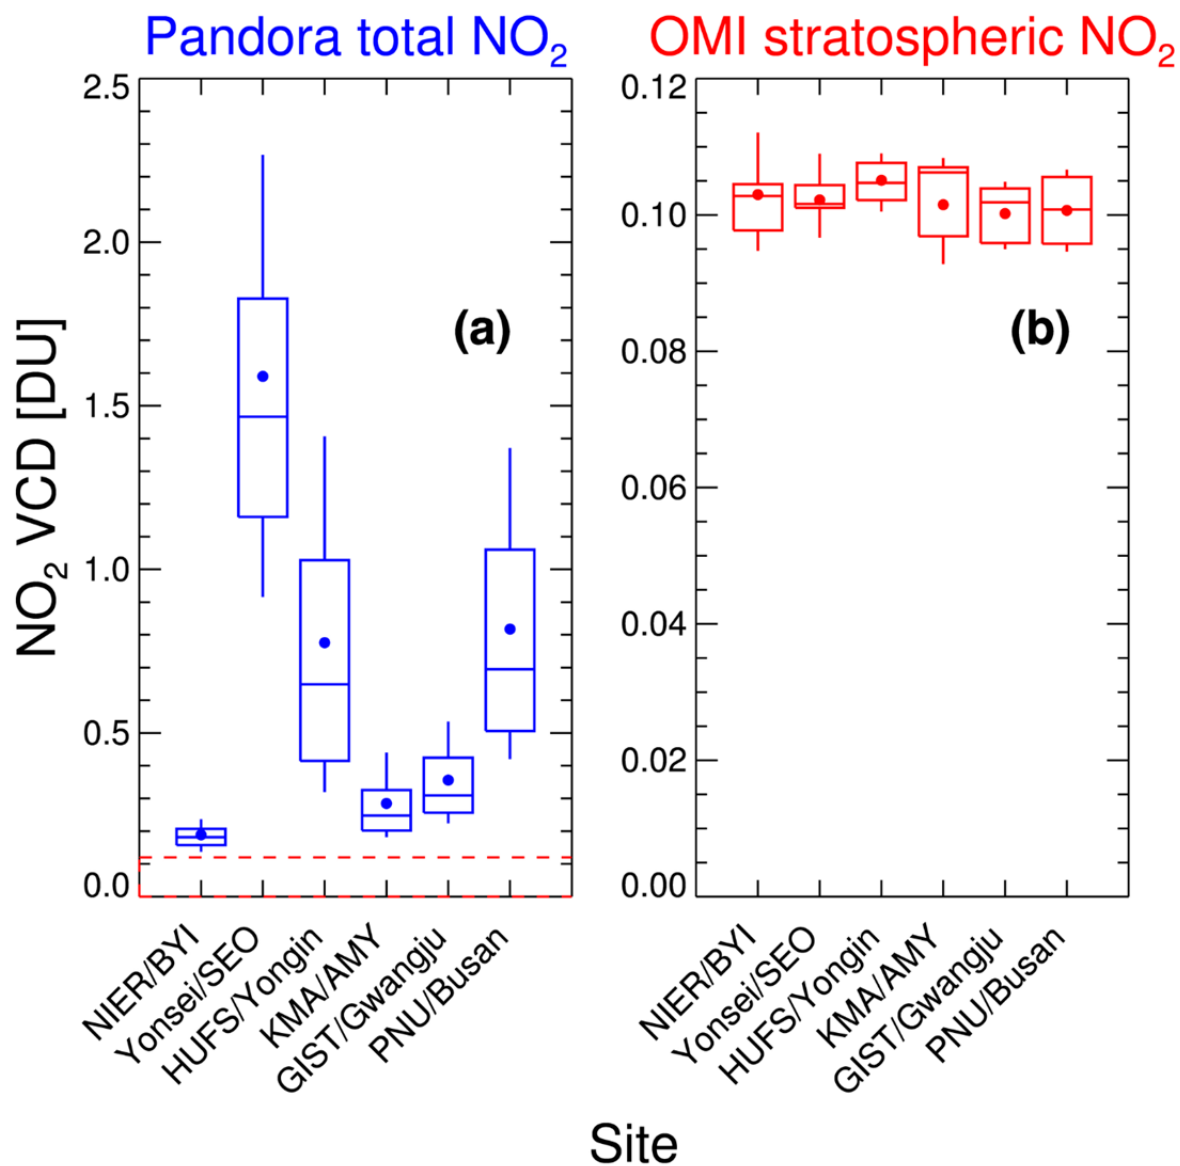 Pandora total NO₂
OMI stratospheric NO₂
NO₂ VCD [DU]
2.5
2.0
1.5
1.0
0.5
0.0
(a)
NIER/BYI
Yonsei/SEO
HUFS/Yongin
KMA/AMY
GIST/Gwangju
PNU/Busan
0.12
0.10
0.08
0.06
0.04
0.02
0.00
(b)
NIER/BYI
Yonsei/SEO
HUFS/Yongin
KMA/AMY
GIST/Gwangju
PNU/Busan
Site